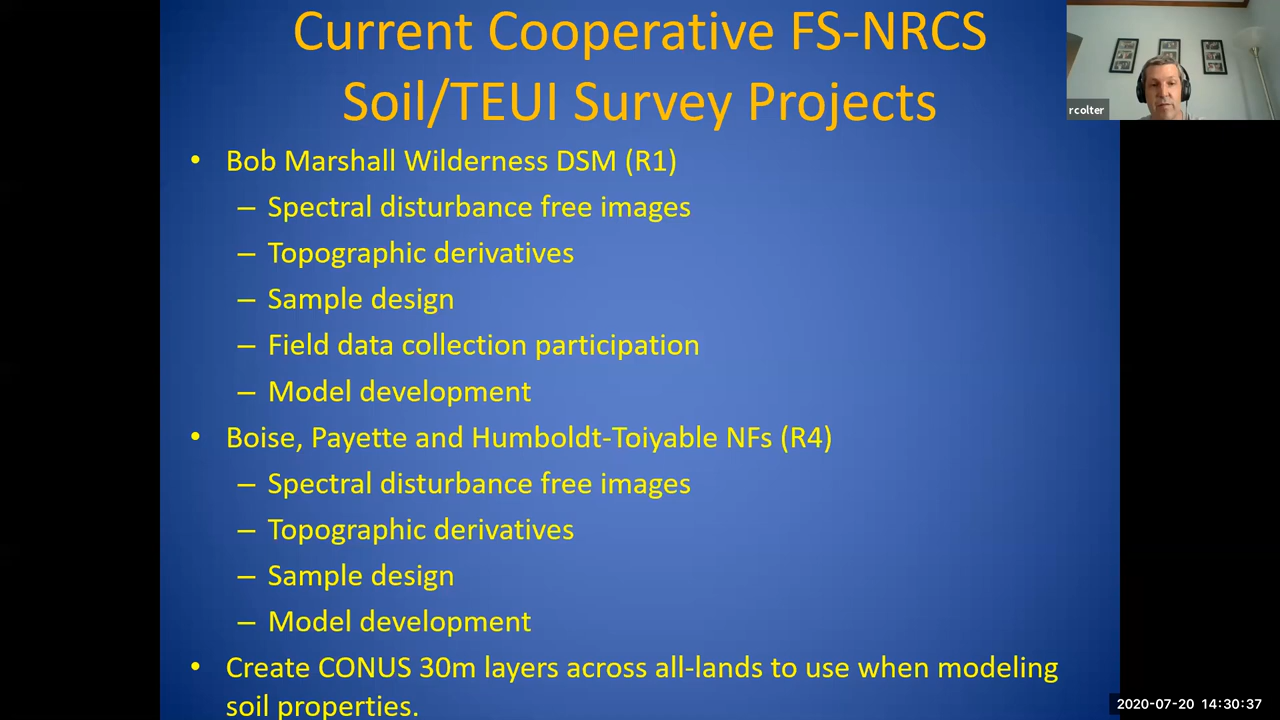 Current Cooperative FS-NRCS
Soil/TEUI Survey Projects
• Bob Marshall Wilderness DSM (R1)
– Spectral disturbance free images
– Topographic derivatives
– Sample design
– Field data collection participation
– Model development
• Boise, Payette and Humboldt-Toiyable NFs (R4)
– Spectral disturbance free images
– Topographic derivatives
– Sample design
– Model development
• Create CONUS 30m layers across all-lands to use when modeling
soil properties.
rcolter
2020-07-20 14:30:37